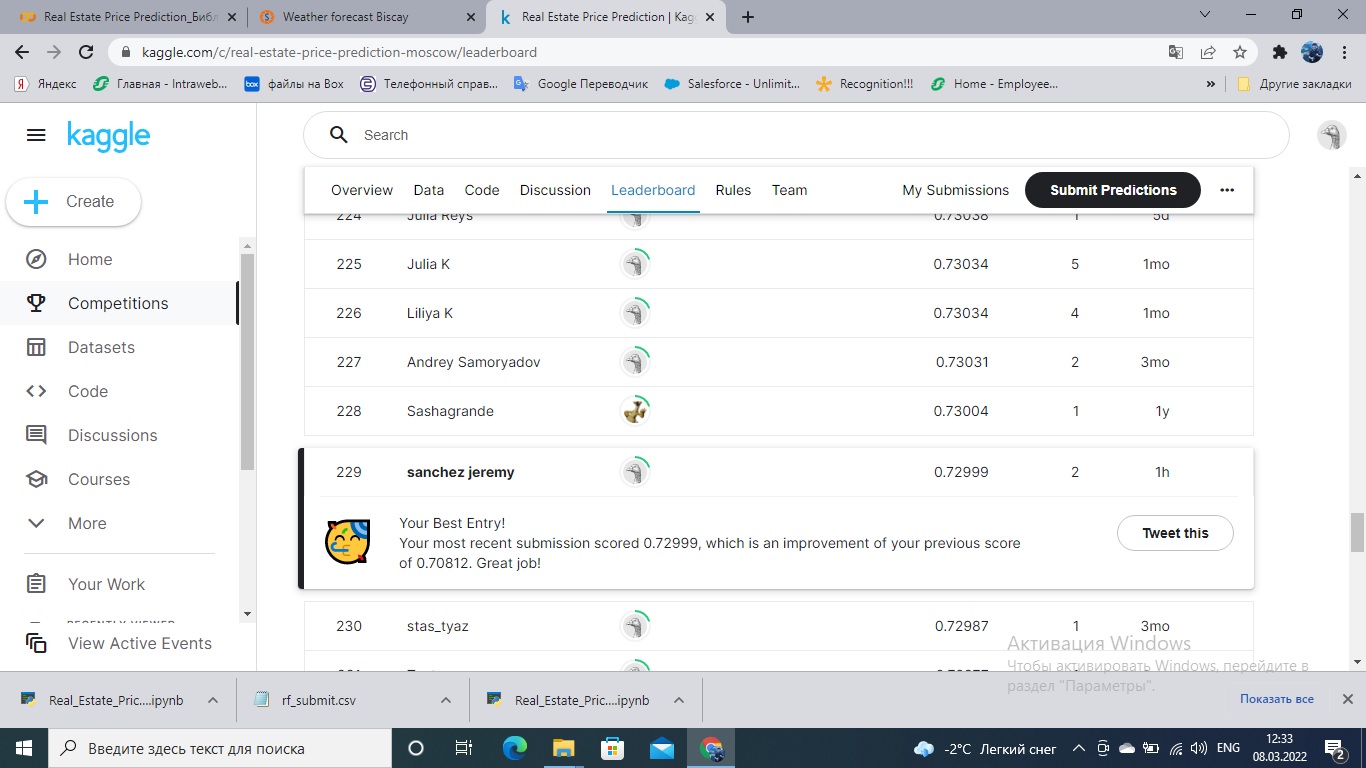 Real Estate Price Prediction_Библ
Weather forecast Biscay
Real Estate Price Prediction | Kag
kaggle.com/c/real-estate-price-prediction-moscow/leaderboard
Яндекс Главная - Intraweb... box файлы на Box Телефонный справ... Google Переводчик Salesforce - Unlimit... Recognition!!! Home - Employee... » Другие закладки
kaggle
Search
Create
Overview Data Code Discussion Leaderboard Rules Team My Submissions Submit Predictions
Home
Competitions
Datasets
Code
Discussions
Courses
More
Your Work
RECENTLY VIEWED
View Active Events
224 Julia Reys 0.73038 1 5d
225 Julia K 0.73034 5 1mo
226 Liliya K 0.73034 4 1mo
227 Andrey Samoryadov 0.73031 2 3mo
228 Sashagrande 0.73004 1 1y
229 sanchez jeremy 0.72999 2 1h
Your Best Entry!
Your most recent submission scored 0.72999, which is an improvement of your previous score
of 0.70812. Great job!
Tweet this
230 stas_tyaz 0.72987 1 3mo
Активация Windows
Чтобы активировать Windows, перейдите в
раздел "Параметры".
Real_Estate_Pric....ipynb rf_submit.csv Real_Estate_Pric....ipynb Показать все
Введите здесь текст для поиска
-2°C Легкий снег ENG 12:33
08.03.2022
2